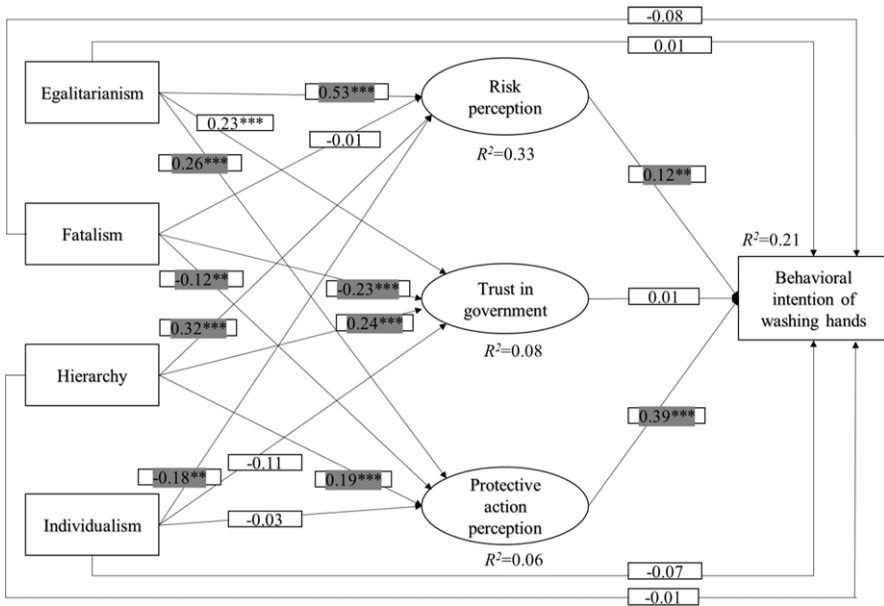 -0.08
0.01
Egalitarianism
0.53***
Risk
perception
0.23***
-0.01
R²=0.33
0.26***
0.12**
Fatalism
R²=0.21
-0.12**
-0.23***
Trust in
government
0.01
Behavioral
intention of
washing hands
0.32***
0.24***
R²=0.08
Hierarchy
0.39***
-0.11
-0.18**
0.19***
Protective
action
perception
Individualism
-0.03
R²=0.06
-0.07
-0.01